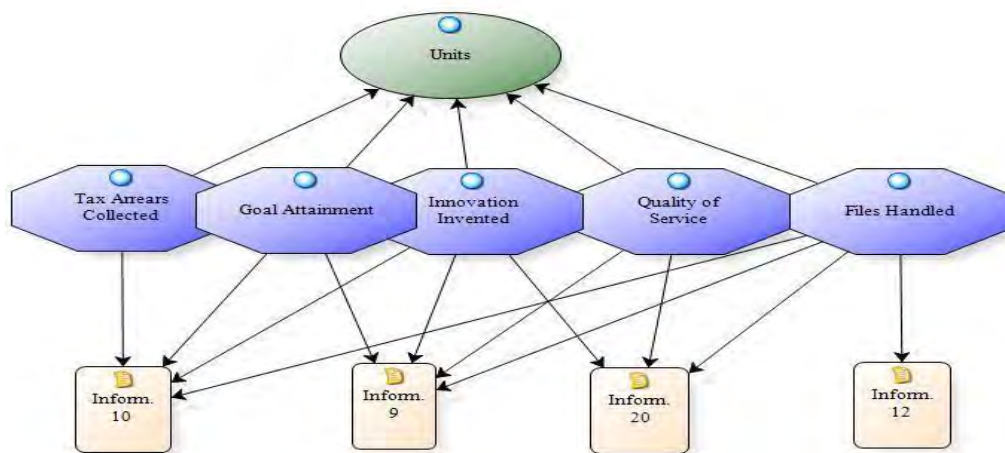 Units
Tax Arrears
Collected
Goal Attainment
Innovation
Invented
Quality of
Service
Files Handled
Inform.
10
Inform.
9
Inform.
20
Inform.
12